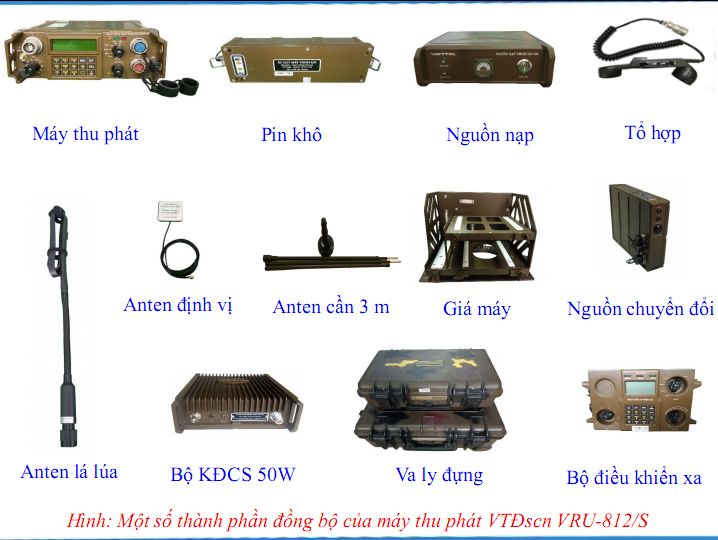 VIETTEL
Máy thu phát
Pin khô
Nguồn nạp
Tổ hợp
Anten định vị
Anten cần 3 m
Giá máy
Nguồn chuyển đổi
Anten lá lúa
Bộ KĐCS 50W
Va ly đựng
Bộ điều khiển xa
Hình: Một số thành phần đồng bộ của máy thu phát VTĐscn VRU-812/S